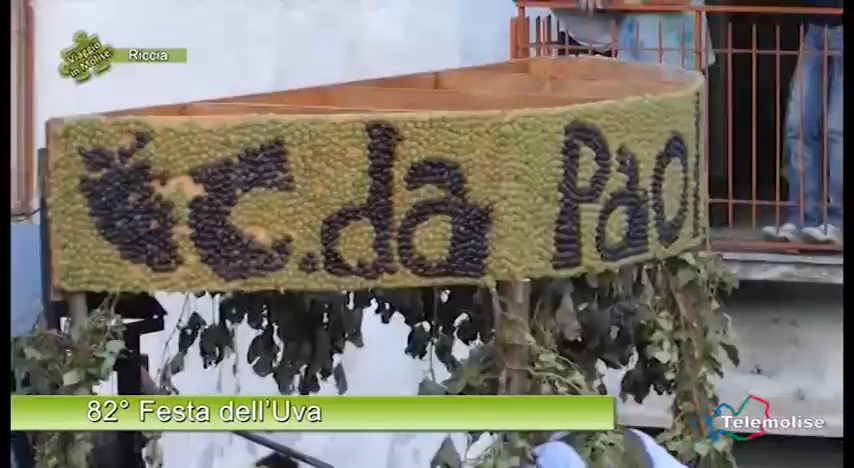 Viaggio
in Molise
Riccia
C.da Pao
82° Festa dell'Uva
Telemolise